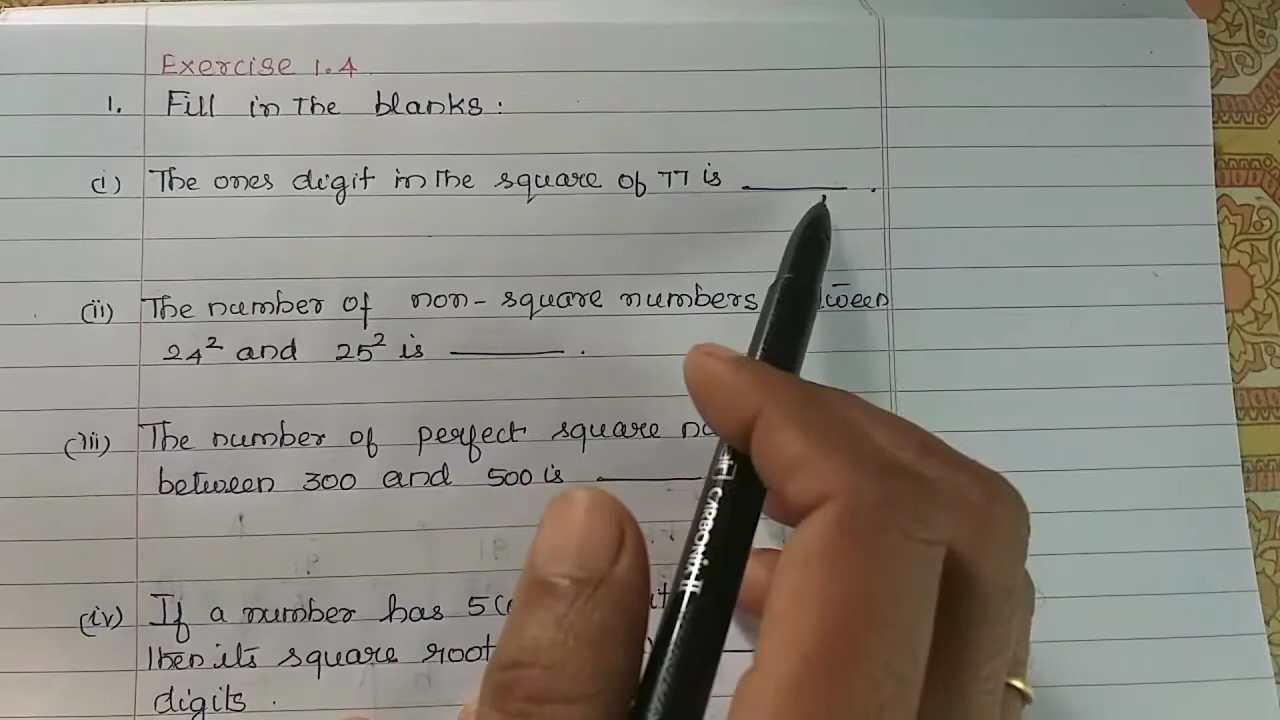 Exercise 1.4
1. Fill in the blanks :
(i) The ones digit in the square of 77 is ______ .
(ii) The number of non-square numbers
24² and 25² is ______ .
(iii) The number of perfect square
between 300 and 500 is ______
(iv) If a number has 5
then its square root
digits .
CARBONIX